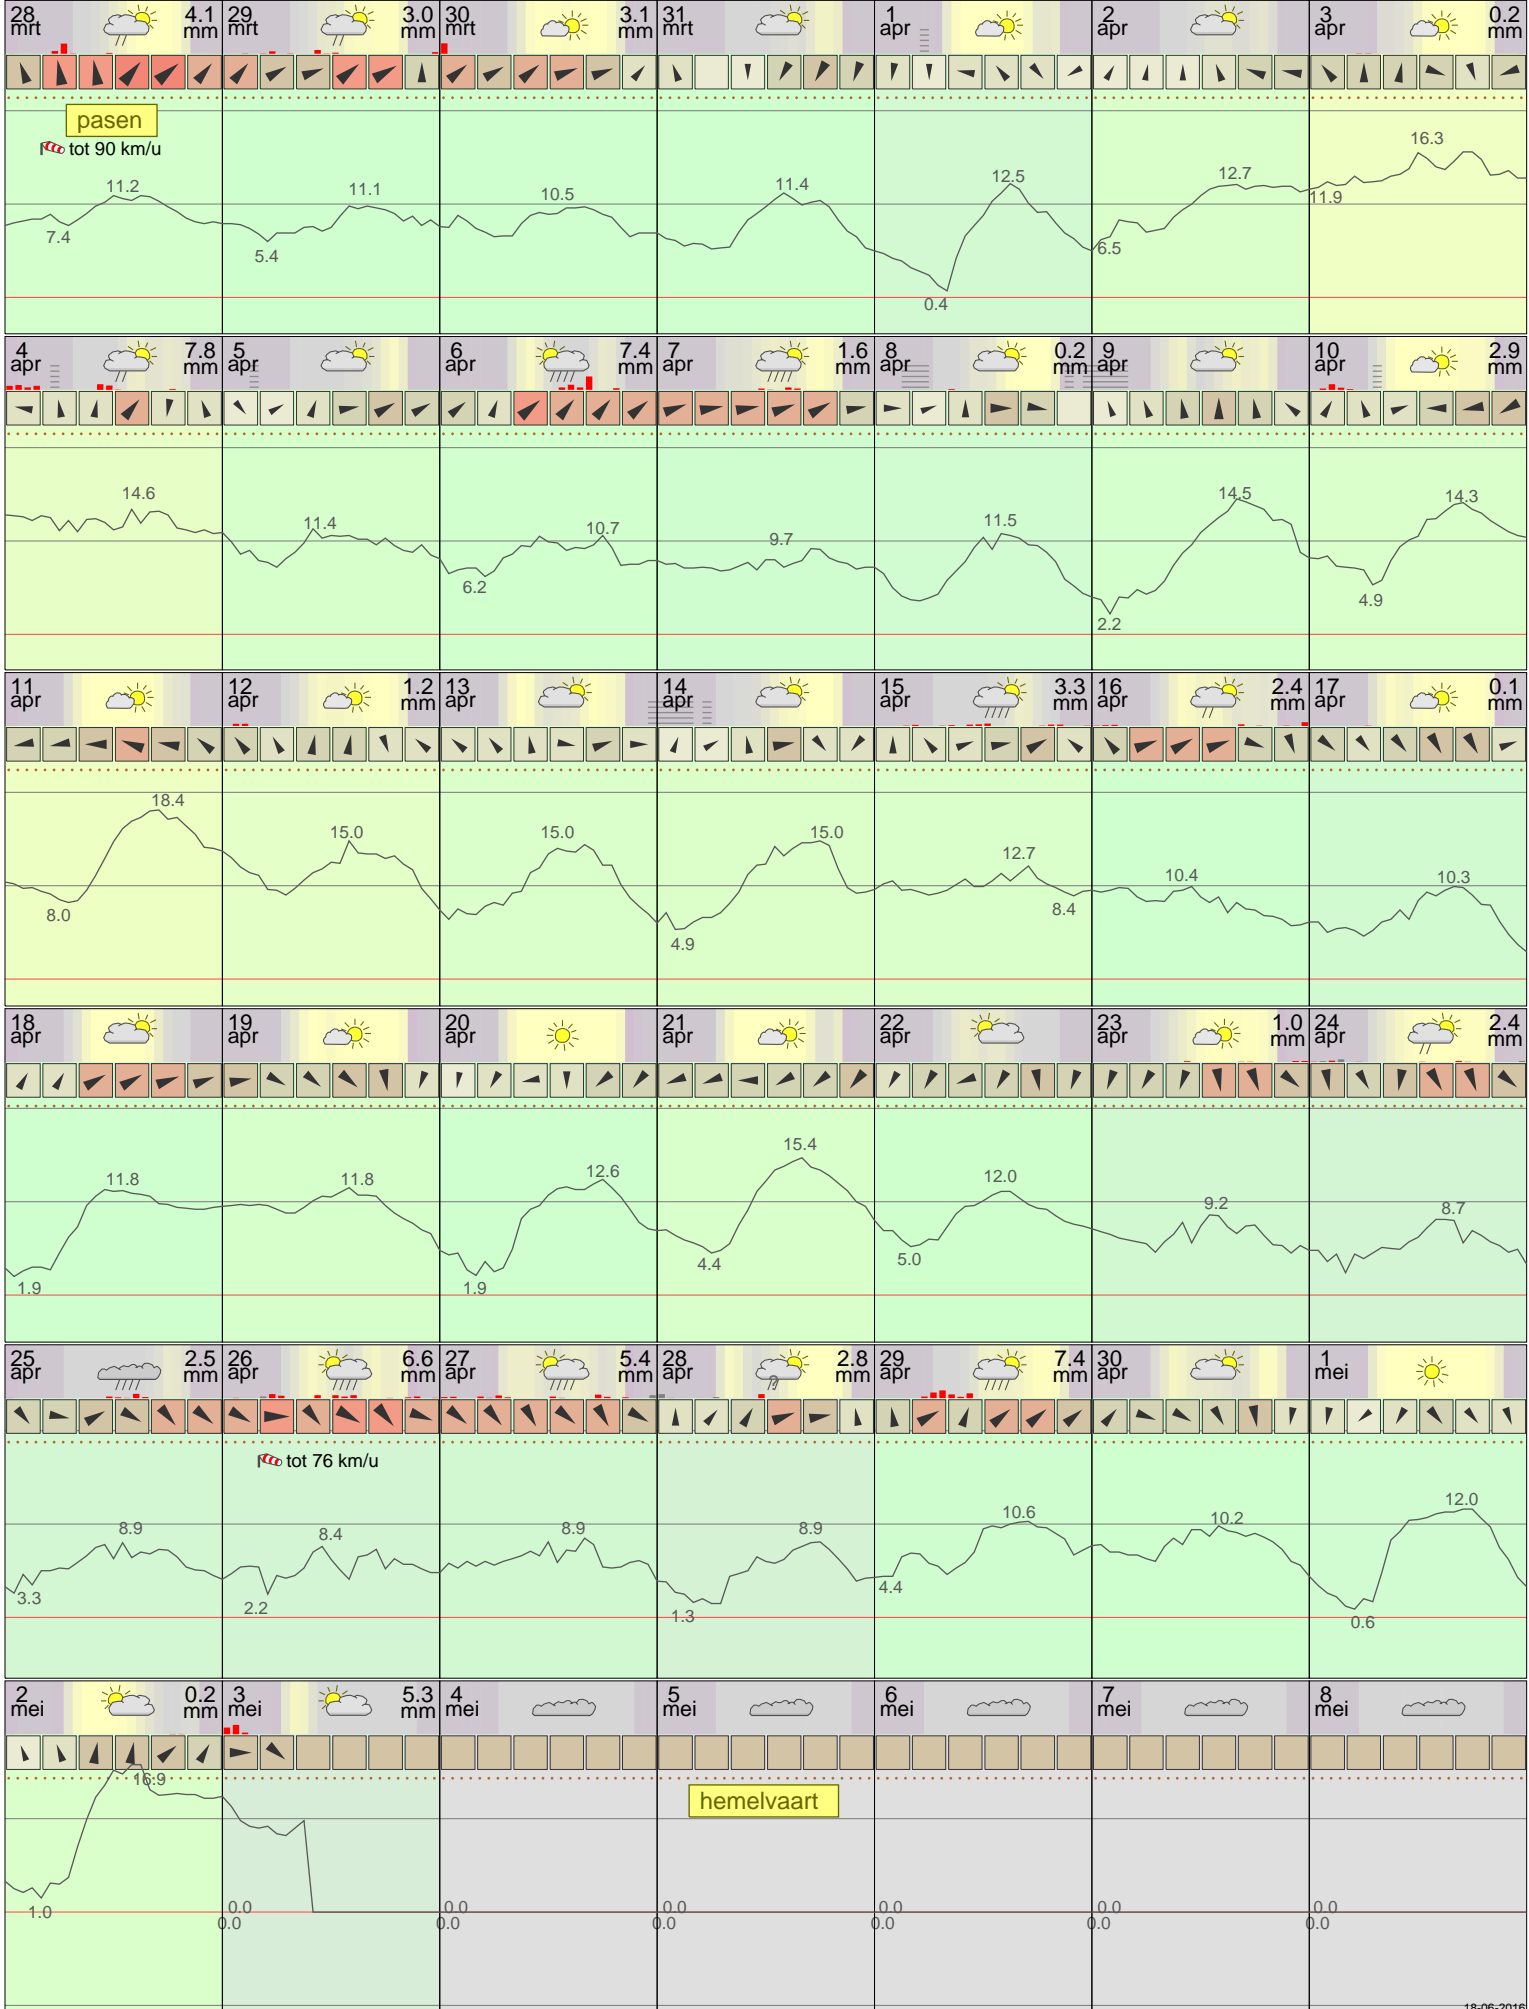 28 mrt 4.1 mm
29 mrt 3.0 mm
30 mrt 3.1 mm
31 mrt
1 apr
2 apr
3 apr 0.2 mm
pasen
tot 90 km/u
11.2
7.4
11.1
5.4
10.5
11.4
12.5
0.4
12.7
6.5
16.3
11.9
4 apr 7.8 mm
5 apr
6 apr 7.4 mm
7 apr 1.6 mm
8 apr 0.2 mm
9 apr
10 apr 2.9 mm
14.6
11.4
10.7
6.2
9.7
11.5
14.5
2.2
14.3
4.9
11 apr
12 apr 1.2 mm
13 apr
14 apr
15 apr 3.3 mm
16 apr 2.4 mm
17 apr 0.1 mm
18.4
8.0
15.0
15.0
15.0
4.9
12.7
8.4
10.4
10.3
18 apr
19 apr
20 apr
21 apr
22 apr
23 apr 1.0 mm
24 apr 2.4 mm
11.8
1.9
11.8
12.6
1.9
15.4
4.4
12.0
5.0
9.2
8.7
25 apr 2.5 mm
26 apr 6.6 mm
27 apr 5.4 mm
28 apr ? 2.8 mm
29 apr 7.4 mm
30 apr
1 mei
tot 76 km/u
8.9
3.3
8.4
2.2
8.9
8.9
1.3
10.6
4.4
10.2
12.0
0.6
2 mei 0.2 mm
3 mei 5.3 mm
4 mei
5 mei
6 mei
7 mei
8 mei
16.9
1.0
hemelvaart
0.0
0.0
0.0
0.0
0.0
0.0
0.0
0.0
0.0
0.0
0.0
0.0
18-06-2016